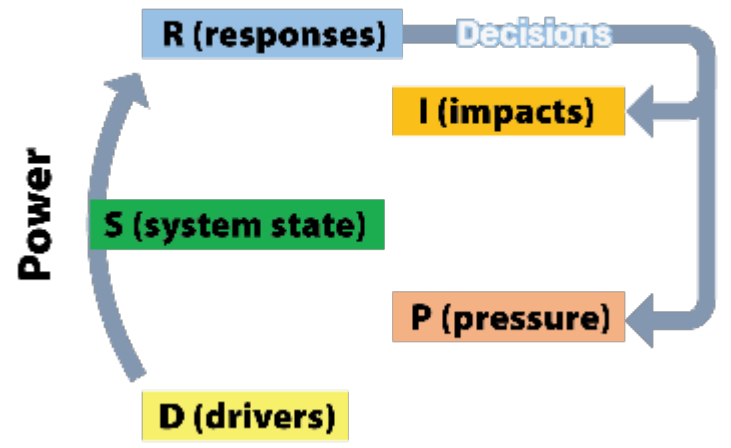 R (responses)
Decisions
I (impacts)
Power
S (system state)
P (pressure)
D (drivers)